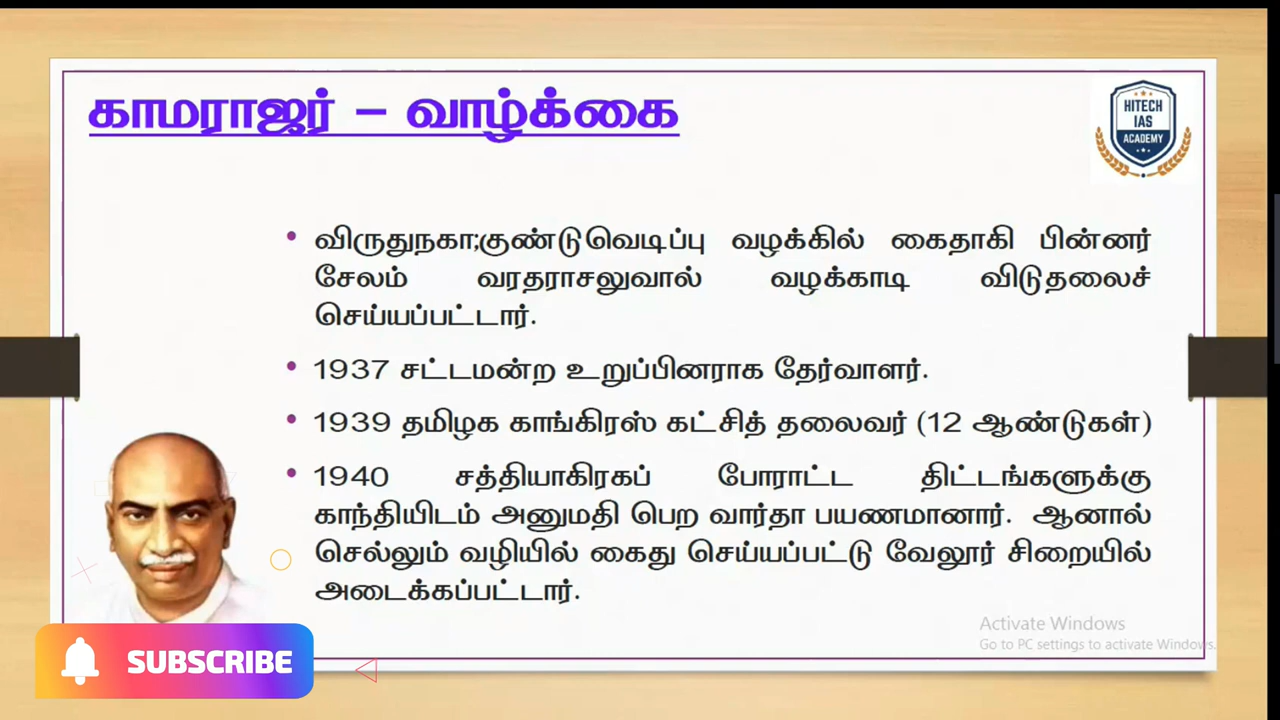 காமராஜர் – வாழ்க்கை
HITECH
IAS
ACADEMY
• விருதுநகா;குண்டுவெடிப்பு வழக்கில் கைதாகி பின்னர்
சேலம் வரதராசலுவால் வழக்காடி விடுதலைச்
செய்யப்பட்டார்.
• 1937 சட்டமன்ற உறுப்பினராக தேர்வாளர்.
• 1939 தமிழக காங்கிரஸ் கட்சித் தலைவர் (12 ஆண்டுகள்)
• 1940 சத்தியாகிரகப் போராட்ட திட்டங்களுக்கு
காந்தியிடம் அனுமதி பெற வார்தா பயணமானார். ஆனால்
செல்லும் வழியில் கைது செய்யப்பட்டு வேலூர் சிறையில்
அடைக்கப்பட்டார்.
Activate Windows
Go to PC settings to activate Windows.
SUBSCRIBE